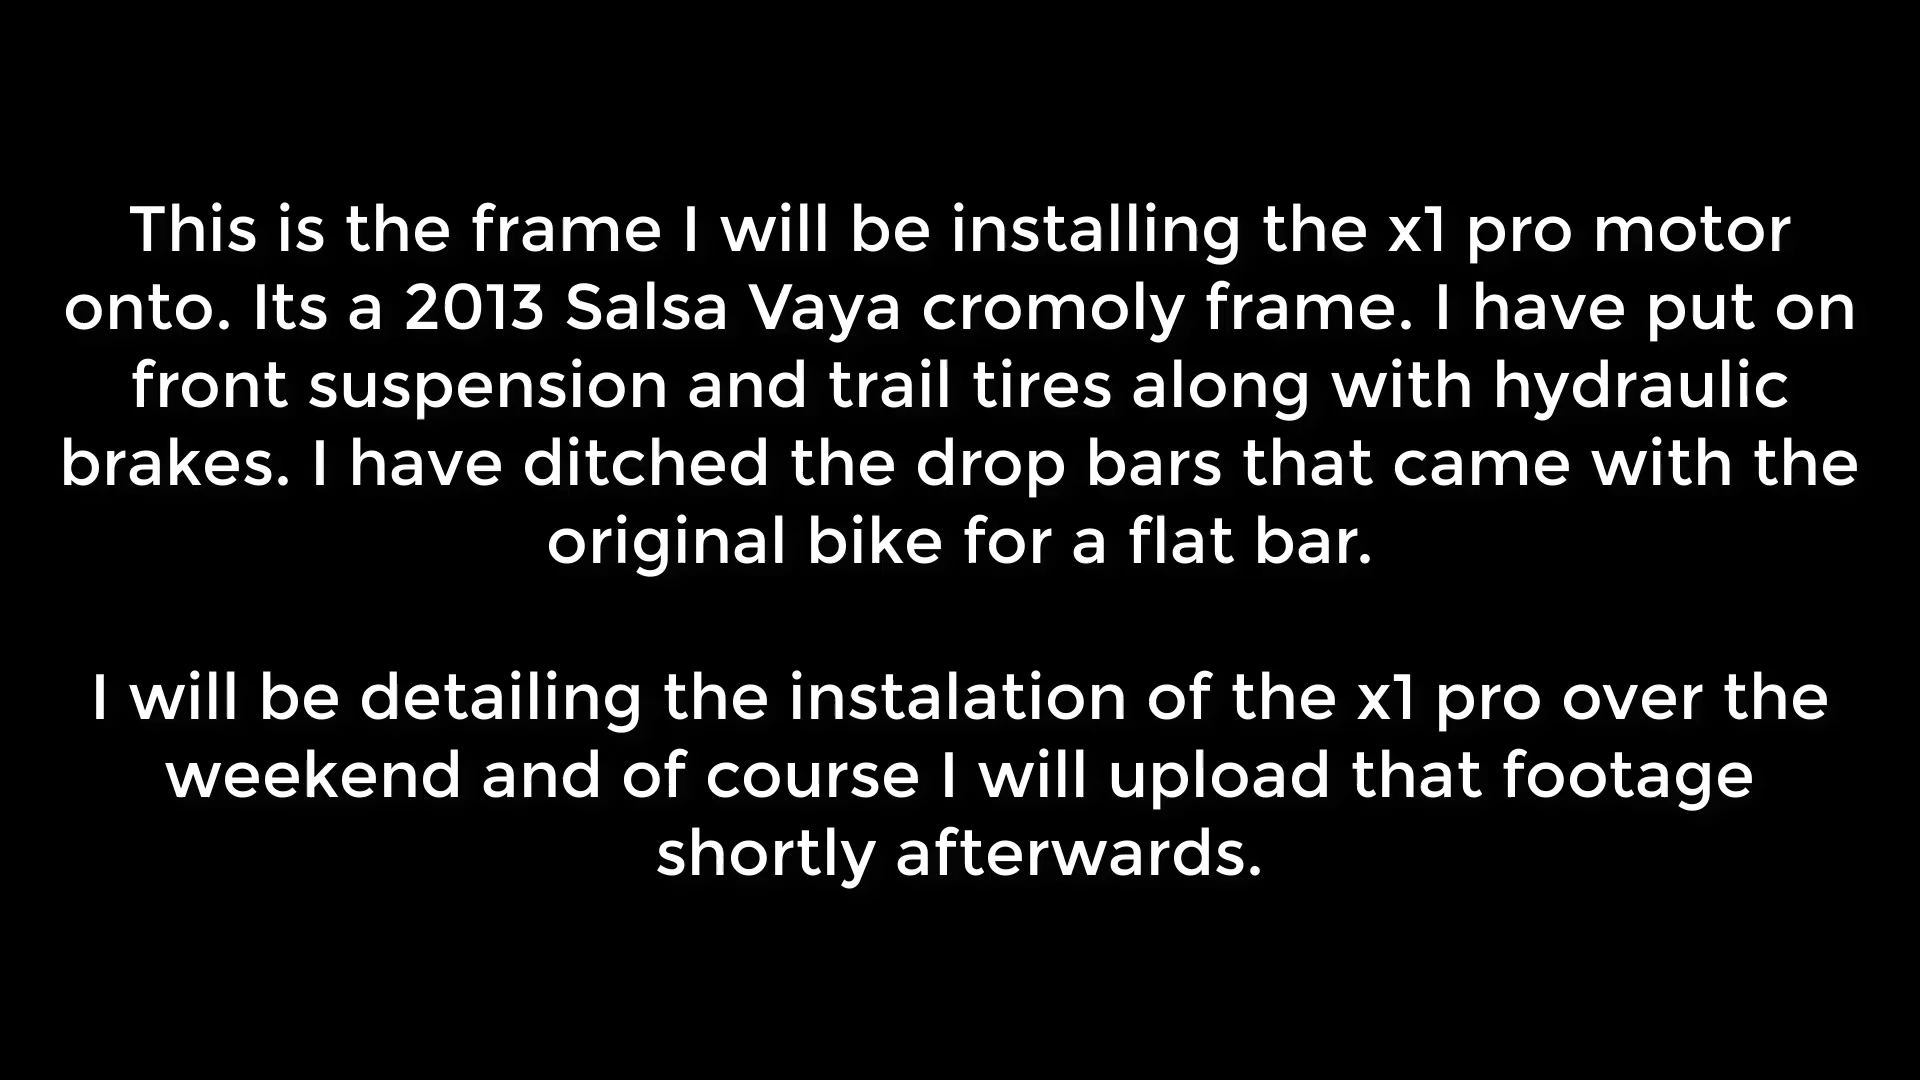 This is the frame I will be installing the x1 pro motor
onto. Its a 2013 Salsa Vaya cromoly frame. I have put on
front suspension and trail tires along with hydraulic
brakes. I have ditched the drop bars that came with the
original bike for a flat bar.
I will be detailing the instalation of the x1 pro over the
weekend and of course I will upload that footage
shortly afterwards.